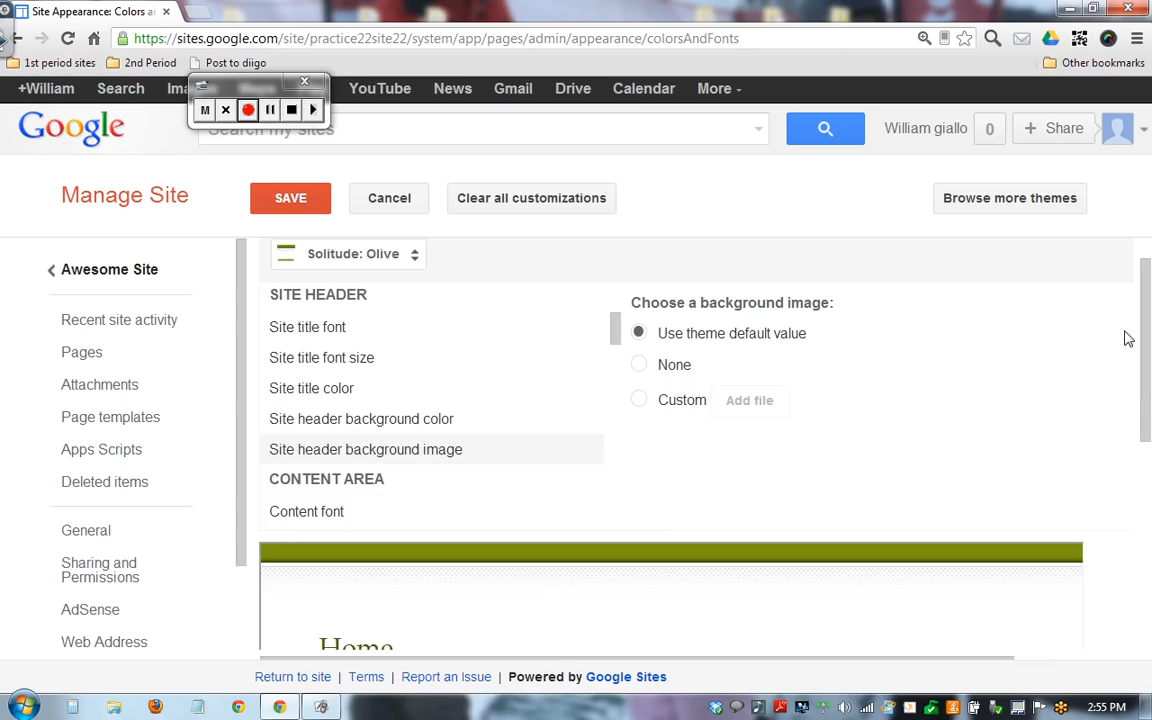 Site Appearance: Colors a
https://sites.google.com/site/practice22site22/system/app/pages/admin/appearance/colorsAndFonts
1st period sites
2nd Period
Post to diigo
Other bookmarks
+William Search YouTube News Gmail Drive Calendar More
M
Google
Search my sites
William giallo
0
+ Share
Manage Site
SAVE
Cancel
Clear all customizations
Browse more themes
Awesome Site
Recent site activity
Pages
Attachments
Page templates
Apps Scripts
Deleted items
General
Sharing and
Permissions
AdSense
Web Address
Solitude: Olive
SITE HEADER
Site title font
Site title font size
Site title color
Site header background color
Site header background image
CONTENT AREA
Content font
Choose a background image:
Use theme default value
None
Custom
Add file
Home
Return to site
Terms
Report an Issue
Powered by Google Sites
2:55 PM